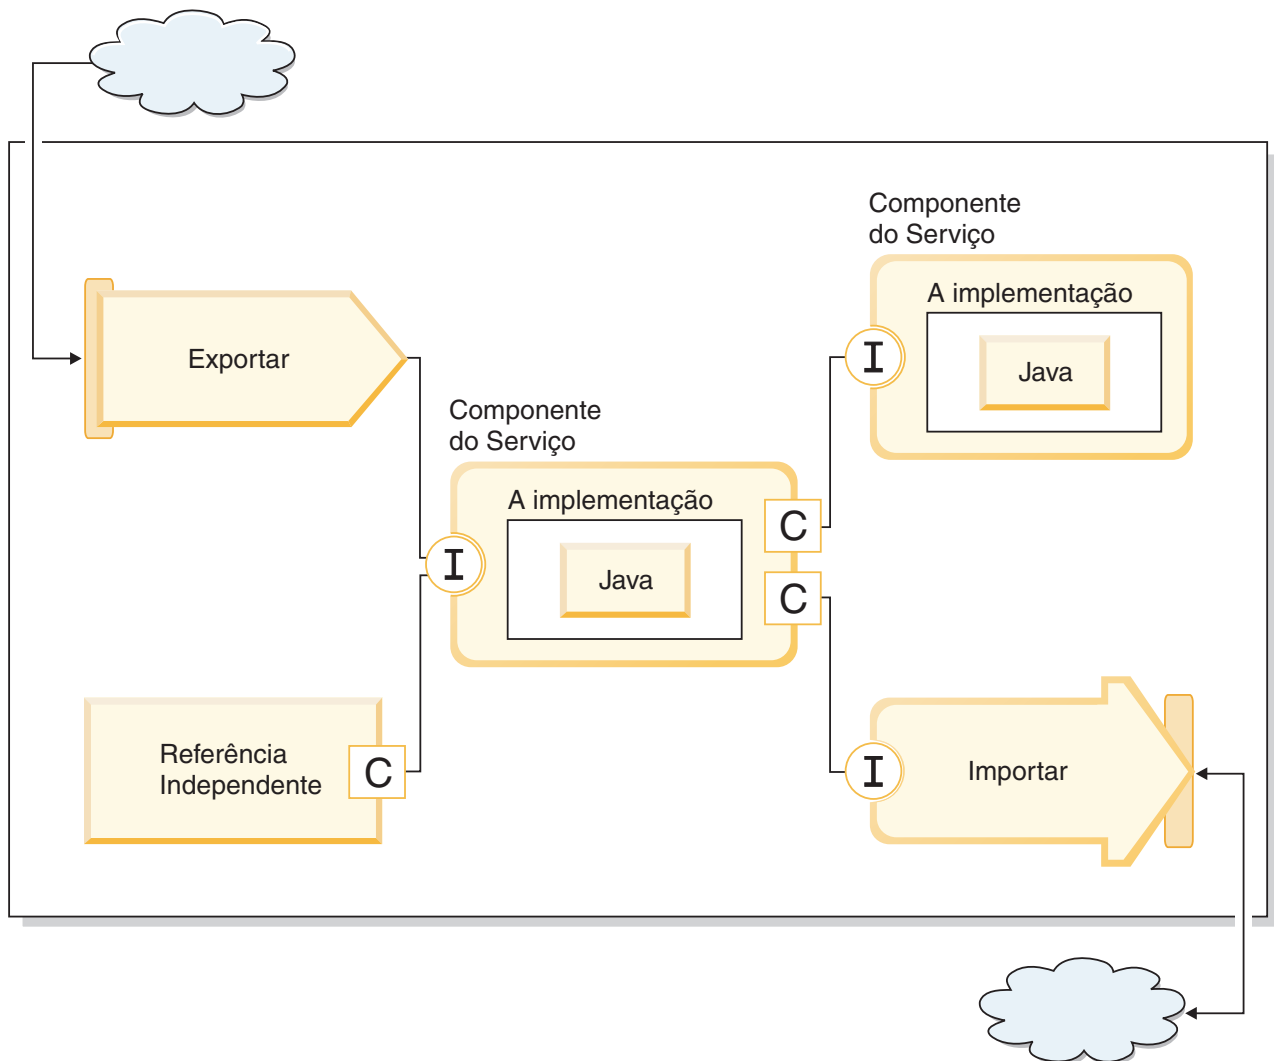 Componente
do Serviço
A implementação
I
Java
Exportar
Componente
do Serviço
A implementação
C
I
Java
C
Referência
Independente
C
I
Importar